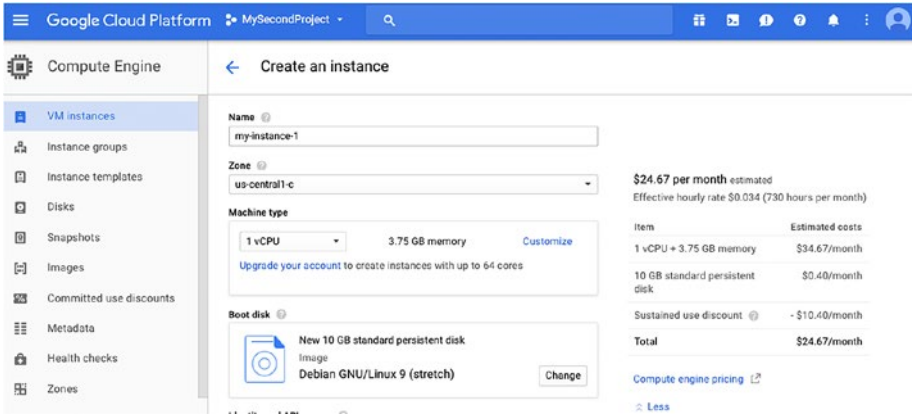 Google Cloud Platform
MySecondProject
Compute Engine
Create an instance
VM instances
Instance groups
Instance templates
Disks
Snapshots
Images
Committed use discounts
Metadata
Health checks
Zones
Name
my-instance-1
Zone
us-central1-c
Machine type
1 vCPU
3.75 GB memory
Customize
Upgrade your account to create instances with up to 64 cores
Boot disk
New 10 GB standard persistent disk
Image
Debian GNU/Linux 9 (stretch)
Change
$24.67 per month estimated
Effective hourly rate $0.034 (730 hours per month)
Item Estimated costs
1 vCPU + 3.75 GB memory $34.67/month
10 GB standard persistent $0.40/month
disk
Sustained use discount - $10.40/month
Total $24.67/month
Compute engine pricing
Less